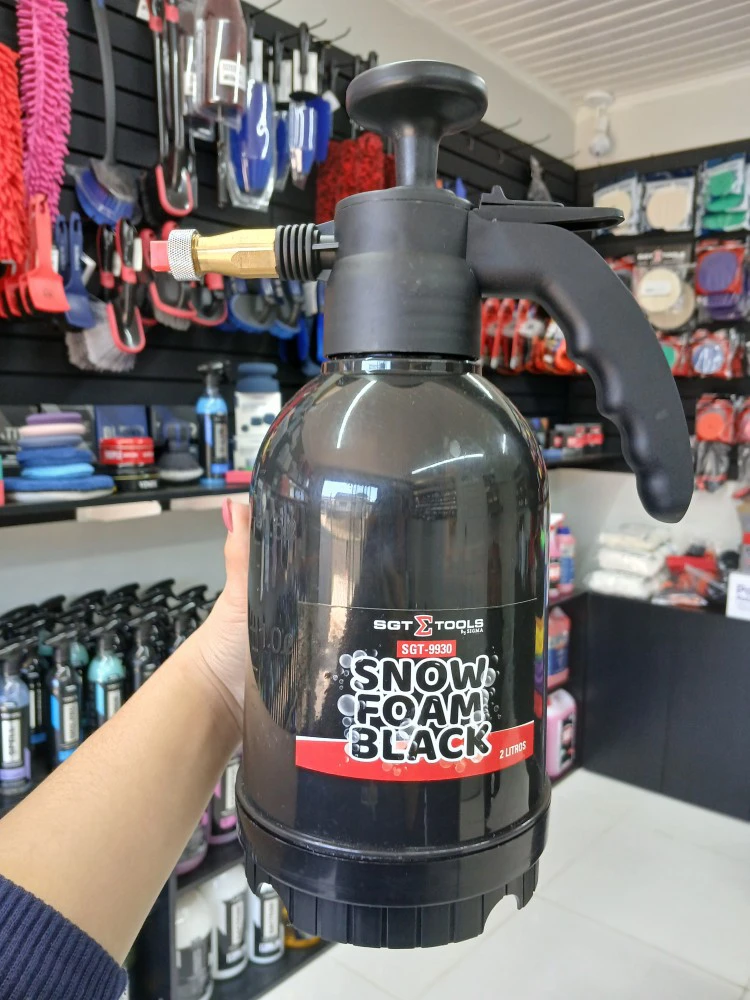 SGT Σ TOOLS
by SIGMA
SGT-9930
SNOW
FOAM
BLACK
2 LITROS